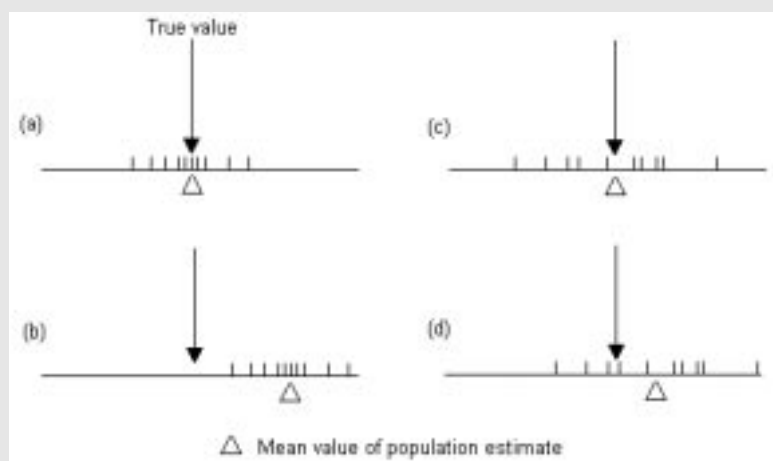 True value
(a)
(c)
(b)
(d)
Mean value of population estimate